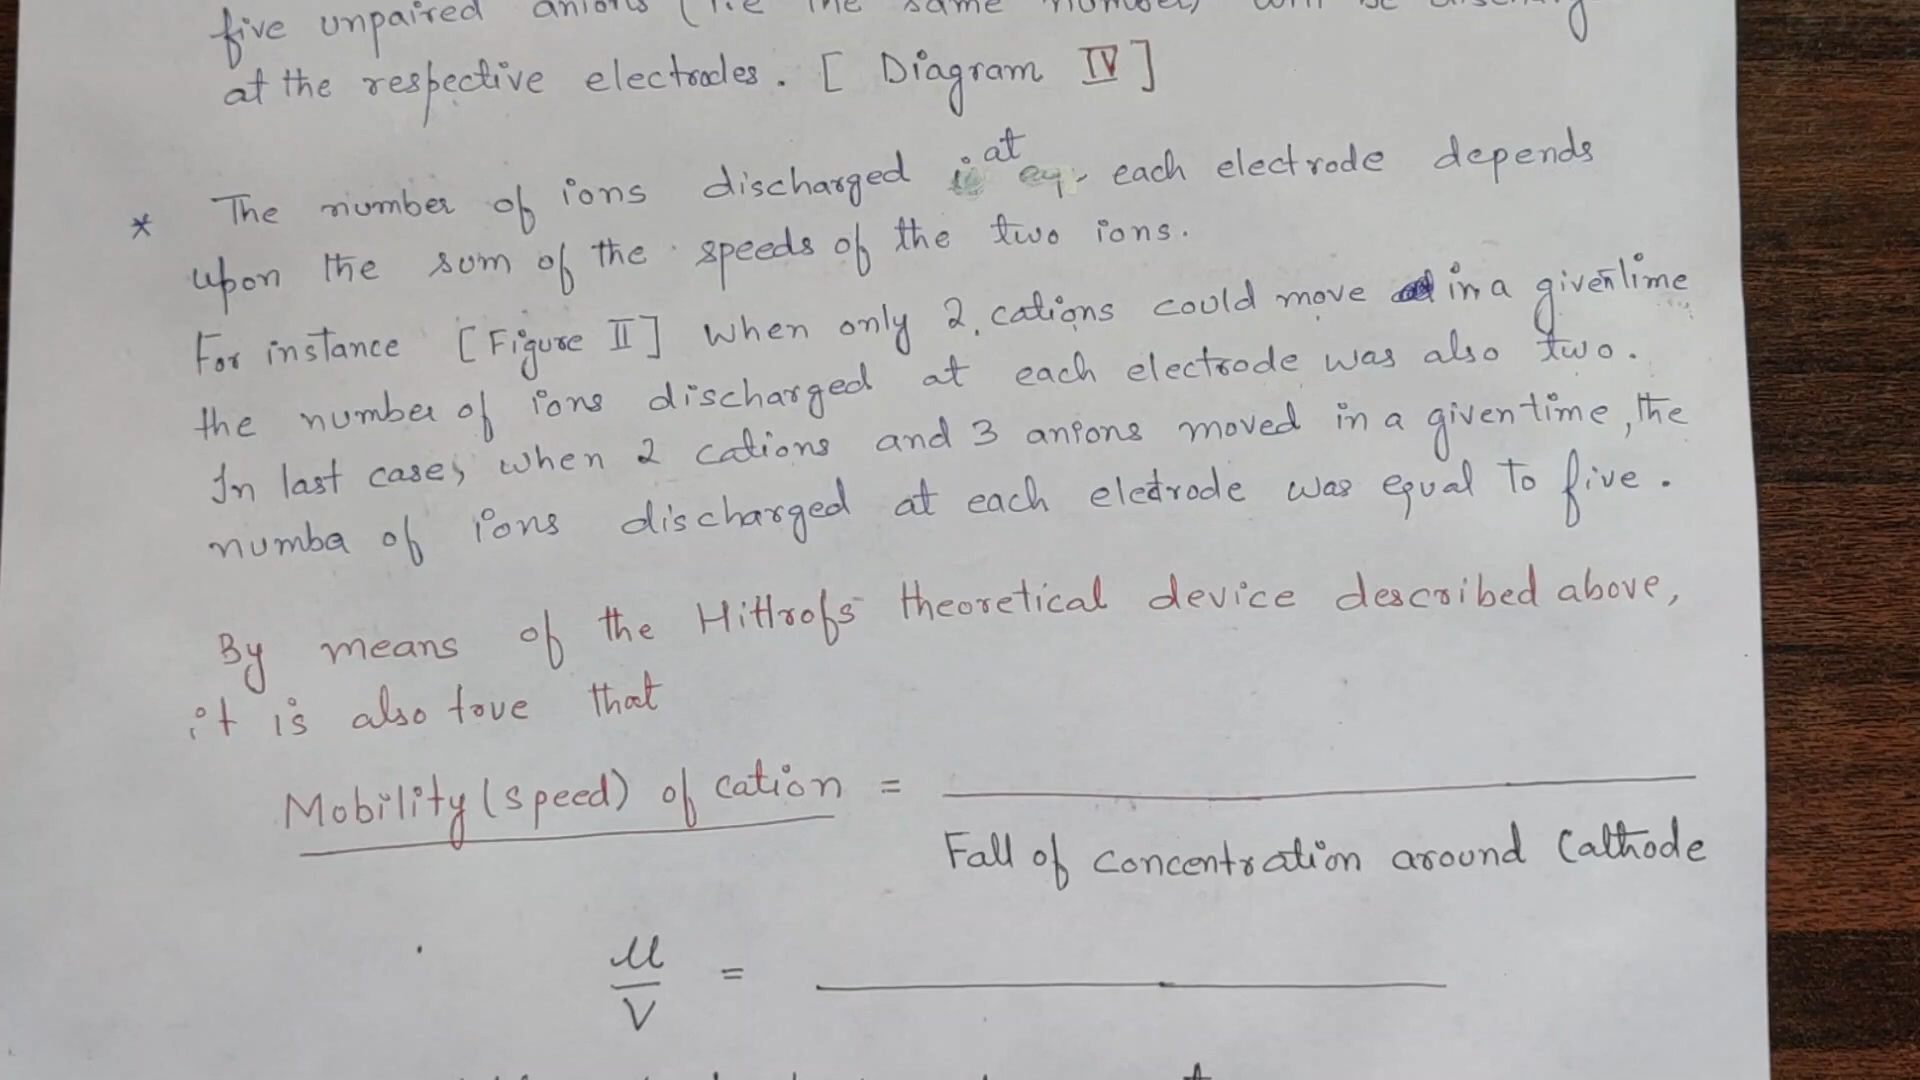 five unpaired anions (i.e the same number) will be
at the respective electrodes. [ Diagram IV ]
* The number of ions discharged at each electrode depends
upon the sum of the speeds of the two ions.
For instance [Figure II] when only 2 cations could move in a given time
the number of ions discharged at each electrode was also two.
In last case, when 2 cations and 3 anions moved in a given time, the
numbe of ions discharged at each eletrode was equal to five.
By means of the Hittrofs theoretical device described above,
it is also true that
Mobility (speed) of cation =
Fall of concentration around Cathode
u
=
v